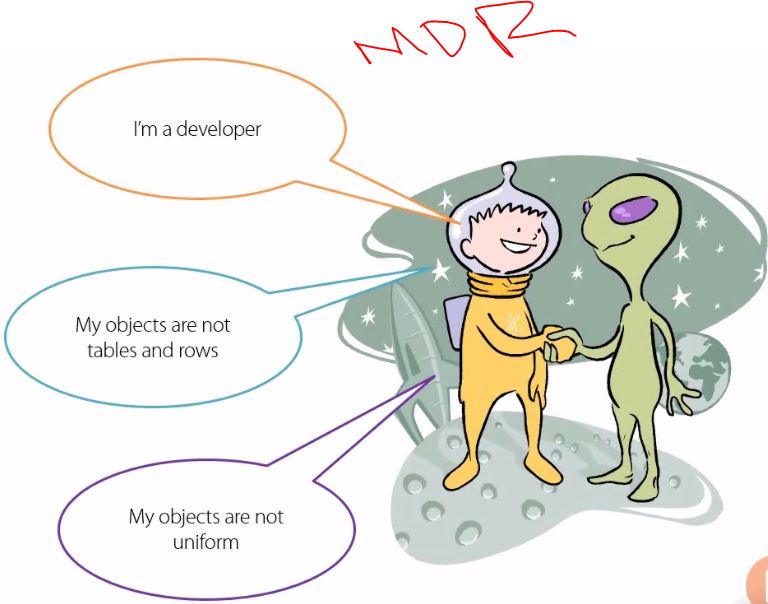 MDR
I'm a developer
My objects are not
tables and rows
My objects are not
uniform